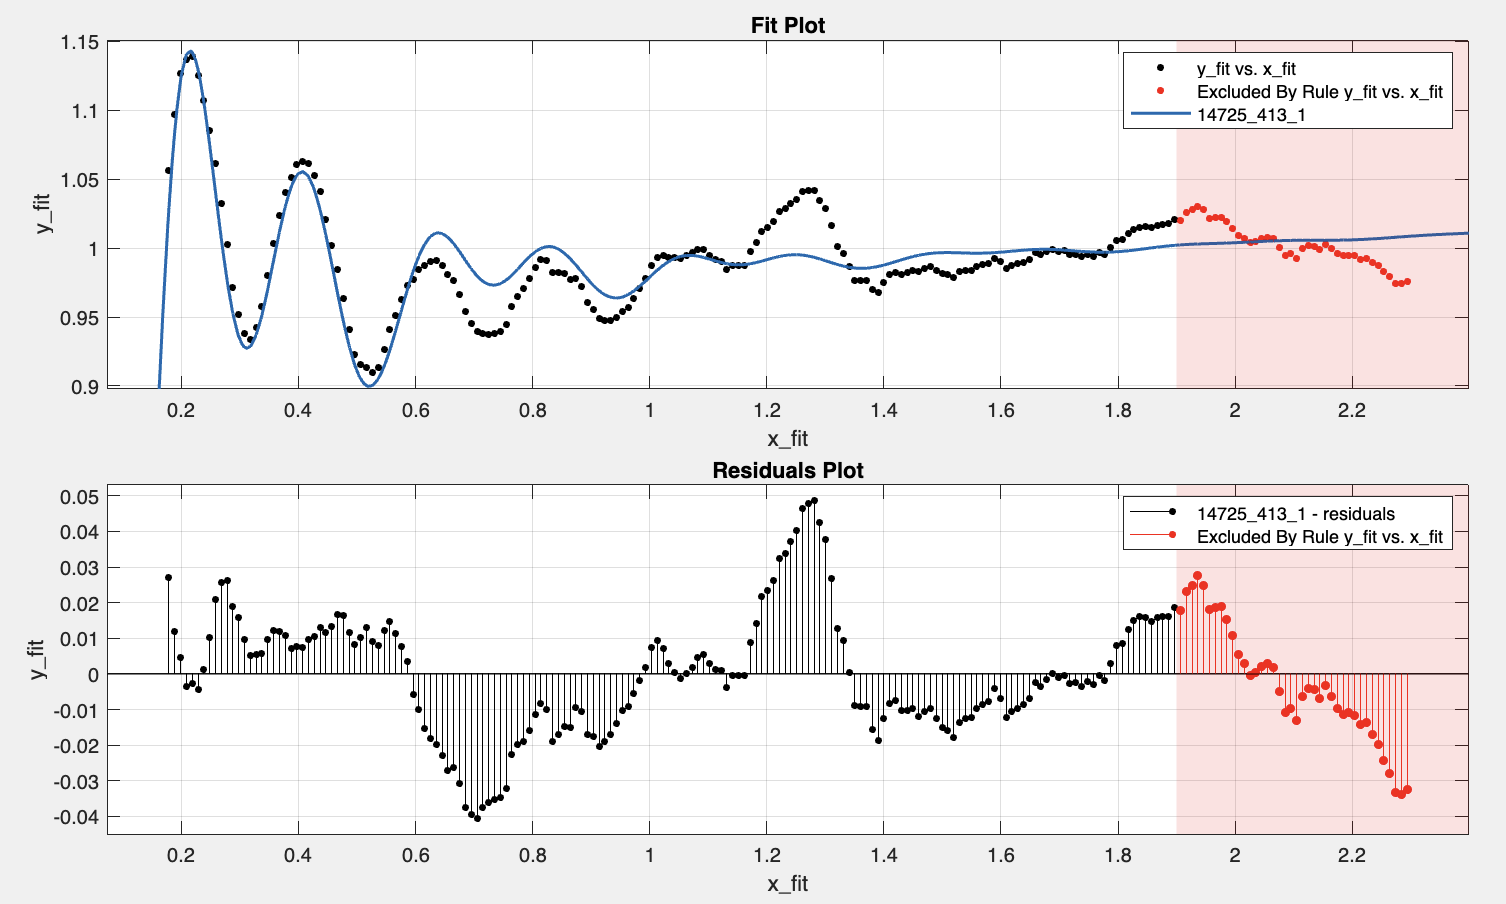 Fit Plot
1.15
1.1
1.05
1
0.95
0.9
y_fit
y_fit vs. x_fit
Excluded By Rule y_fit vs. x_fit
14725_413_1
0.2 0.4 0.6 0.8 1 1.2 1.4 1.6 1.8 2 2.2
x_fit
Residuals Plot
0.05
0.04
0.03
0.02
0.01
0
-0.01
-0.02
-0.03
-0.04
y_fit
14725_413_1 - residuals
Excluded By Rule y_fit vs. x_fit
0.2 0.4 0.6 0.8 1 1.2 1.4 1.6 1.8 2 2.2
x_fit